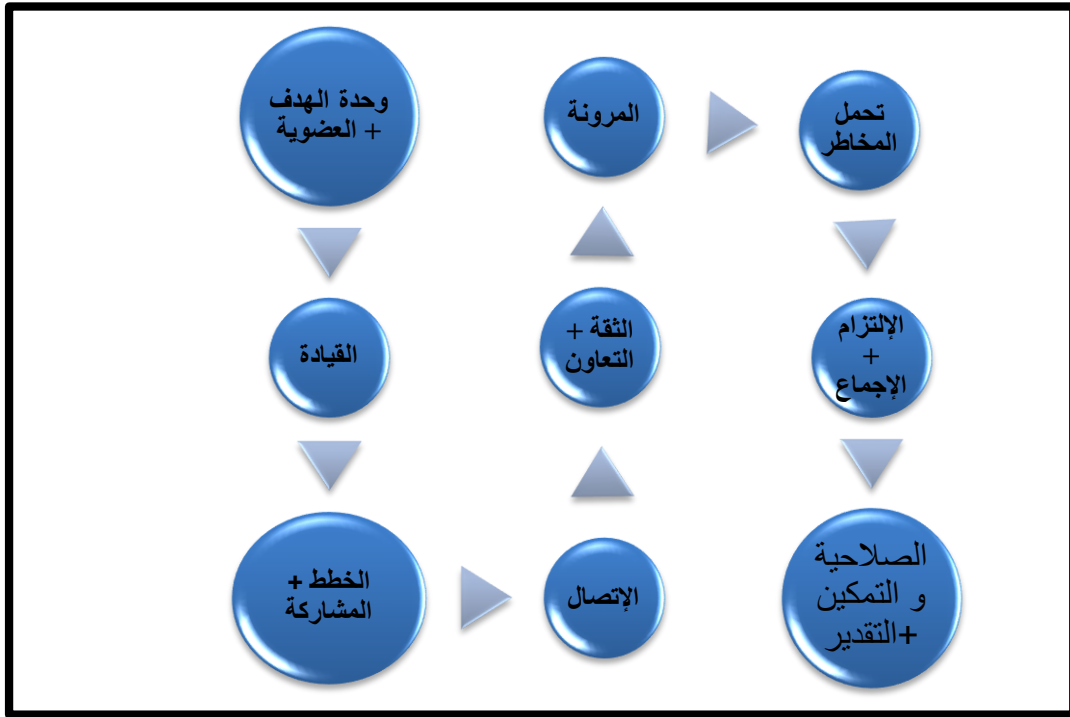 وحدة الهدف
+ العضوية
القيادة
الخطط +
المشاركة
الإتصال
الثقة +
التعاون
المرونة
تحمل
المخاطر
الإلتزام
+
الإجماع
الصلاحية
و التمكين
+التقدير